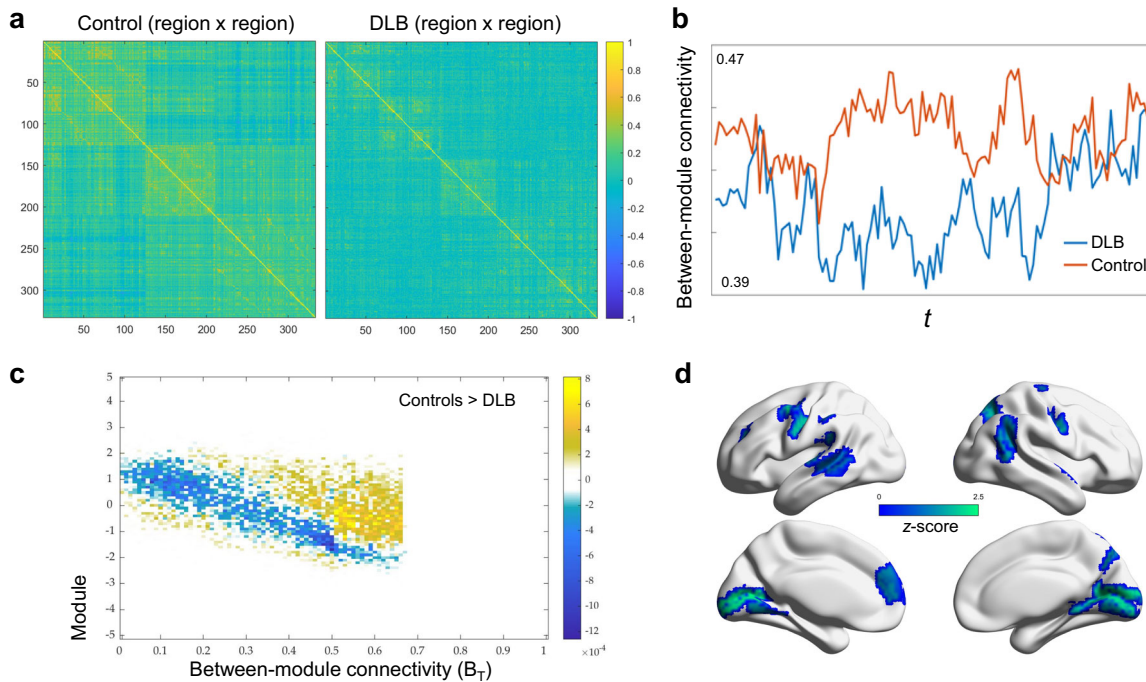 a
Control (region x region)
DLB (region x region)
50
100
150
200
250
300
50 100 150 200 250 300
50 100 150 200 250 300
1
0.8
0.6
0.4
0.2
0
-0.2
-0.4
-0.6
-0.8
-1
b
Between-module connectivity
0.47
0.39
DLB
Control
t
c
Controls > DLB
Module
5
4
3
2
1
0
-1
-2
-3
-4
-5
0 0.1 0.2 0.3 0.4 0.5 0.6 0.7 0.8 0.9 1
Between-module connectivity (B_T)
8
6
4
2
0
-2
-4
-6
-8
-10
-12
×10⁻⁴
d
0 2.5
z-score